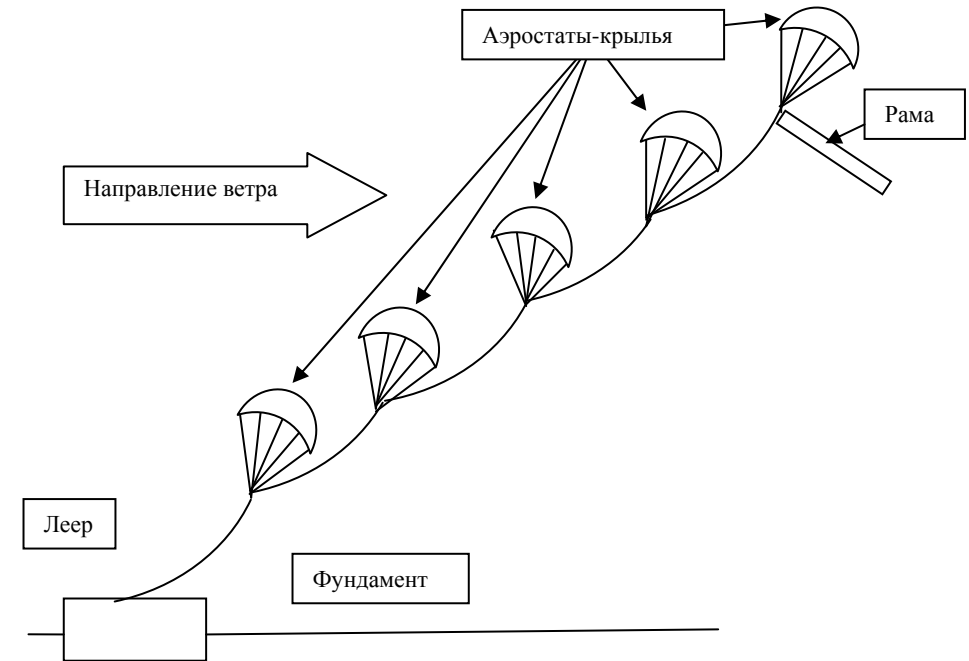 Аэростаты-крылья
Рама
Направление ветра
Леер
Фундамент